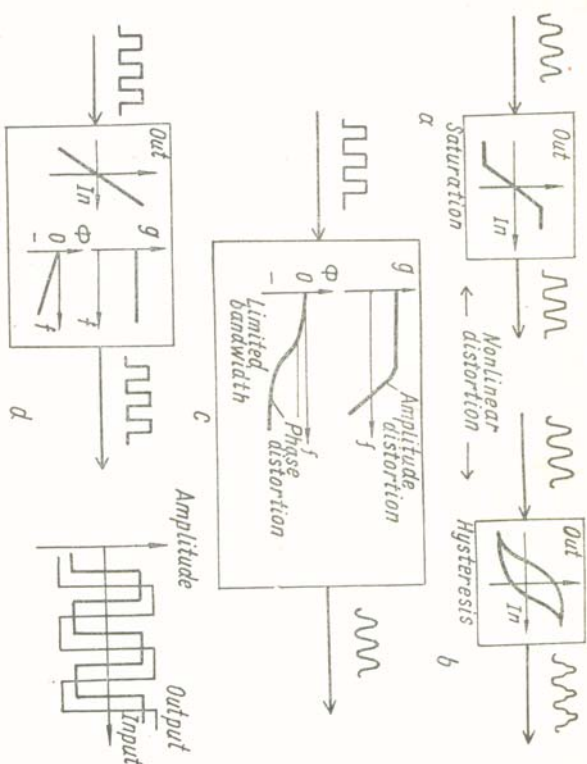 Out
In
a
Saturation
Nonlinear
distortion
Out
In
Hysteresis
b
g
Amplitude
distortion
f
Φ
0
–
f
Phase
distortion
Limited
bandwidth
c
Out
In
g
f
Φ
0
–
f
d
Amplitude
Output
Input